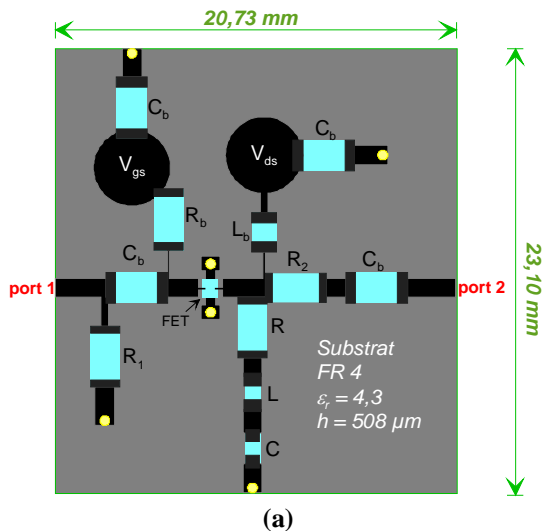 20,73 mm
C_b
C_b
V_gs
V_ds
R_b
L_b
C_b
R_2
C_b
port 1
port 2
FET
R
R_1
Substrat
FR 4
ε_r = 4,3
h = 508 µm
L
C
23,10 mm
(a)